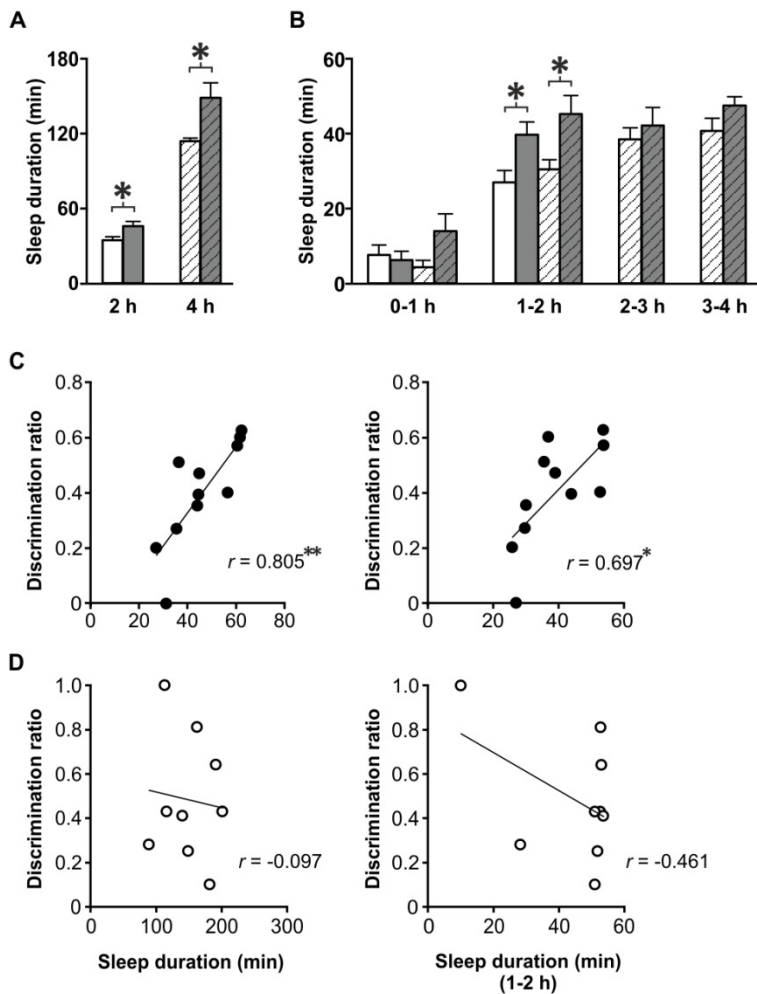 A
B
Sleep duration (min)
180
120
60
0
*
*
2 h
4 h
Sleep duration (min)
60
40
20
0
*
*
0-1 h
1-2 h
2-3 h
3-4 h
C
Discrimination ratio
0.8
0.6
0.4
0.2
0
0
20
40
60
80
r = 0.805**
Discrimination ratio
0.8
0.6
0.4
0.2
0
0
20
40
60
r = 0.697*
D
Discrimination ratio
1.0
0.8
0.6
0.4
0.2
0
0
100
200
300
r = -0.097
Sleep duration (min)
Discrimination ratio
1.0
0.8
0.6
0.4
0.2
0
0
20
40
60
r = -0.461
Sleep duration (min)
(1-2 h)